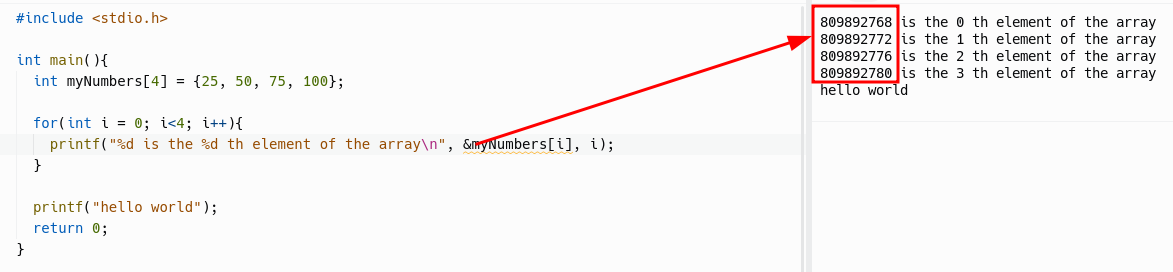 #include <stdio.h>
int main(){
int myNumbers[4] = {25, 50, 75, 100};
for(int i = 0; i<4; i++){
printf("%d is the %d th element of the array\n", &myNumbers[i], i);
}
printf("hello world");
return 0;
}
809892768 is the 0 th element of the array
809892772 is the 1 th element of the array
809892776 is the 2 th element of the array
809892780 is the 3 th element of the array
hello world